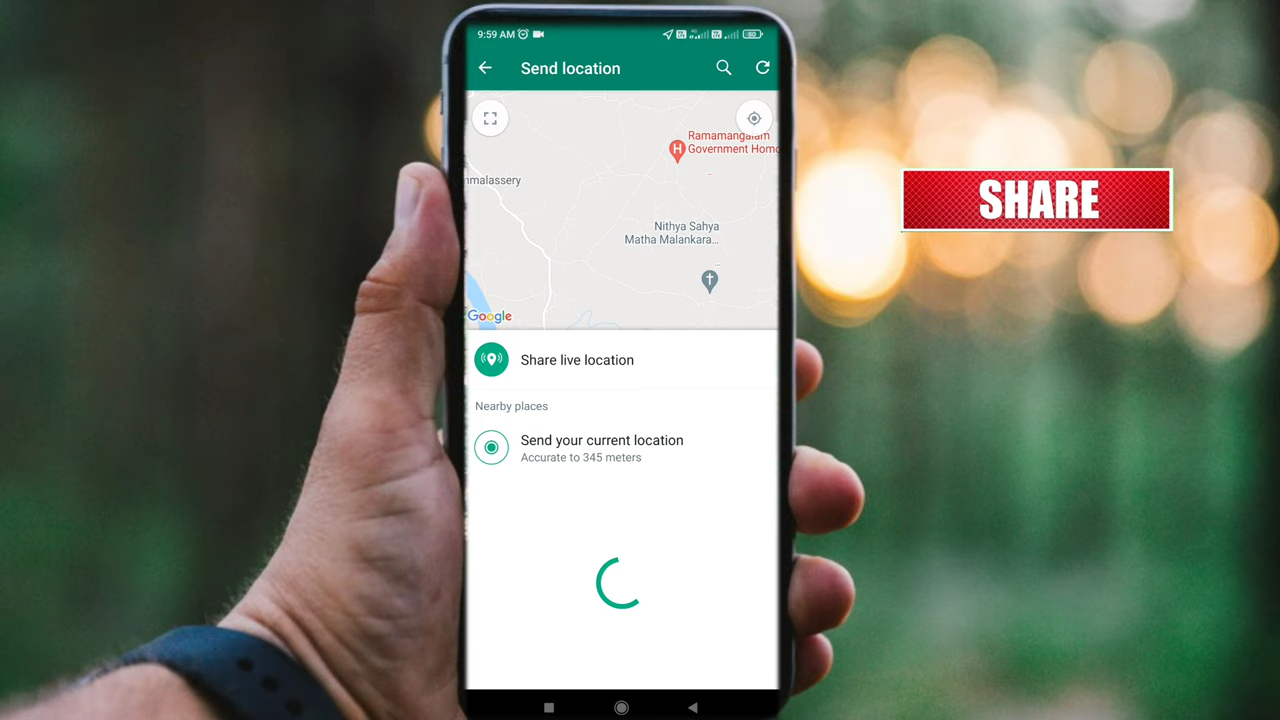 9:59 AM
Send location
Ramamangalam
Government Home
mmalassery
Nithya Sahya
Matha Malankara...
Google
Share live location
Nearby places
Send your current location
Accurate to 345 meters
SHARE